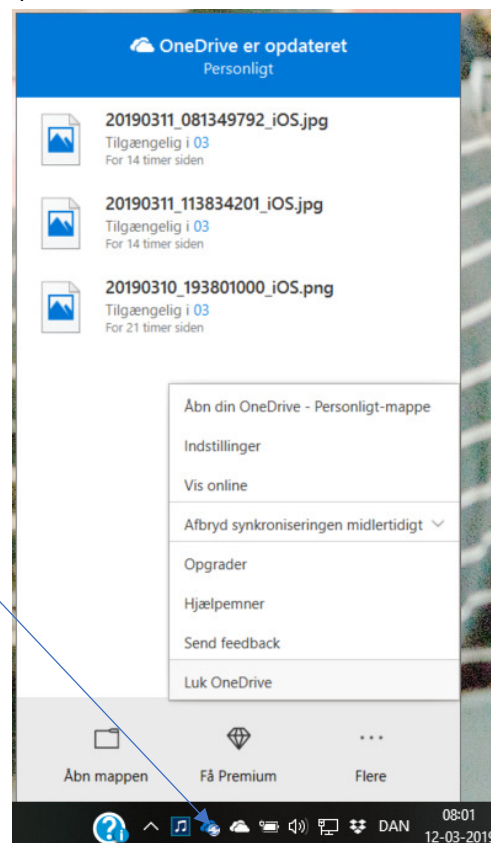 OneDrive er opdateret
Personligt
20190311_081349792_iOS.jpg
Tilgængelig i 03
For 14 timer siden
20190311_113834201_iOS.jpg
Tilgængelig i 03
For 14 timer siden
20190310_193801000_iOS.png
Tilgængelig i 03
For 21 timer siden
Åbn din OneDrive - Personligt-mappe
Indstillinger
Vis online
Afbryd synkroniseringen midlertidigt
Opgrader
Hjælpemner
Send feedback
Luk OneDrive
Åbn mappen Få Premium Flere
DAN 08:01
12-03-2019